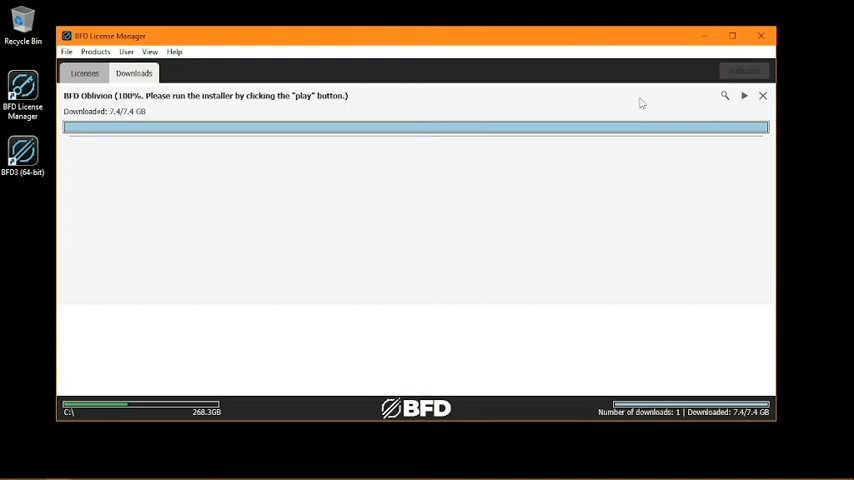 Recycle Bin
BFD License
Manager
BFD3 (64-bit)
BFD License Manager
File Products User View Help
Licenses Downloads Authorize
BFD Oblivion (100%. Please run the installer by clicking the "play" button.)
Downloaded: 7.4/7.4 GB
C:\ 268.3GB
BFD
Number of downloads: 1 | Downloaded: 7.4/7.4 GB